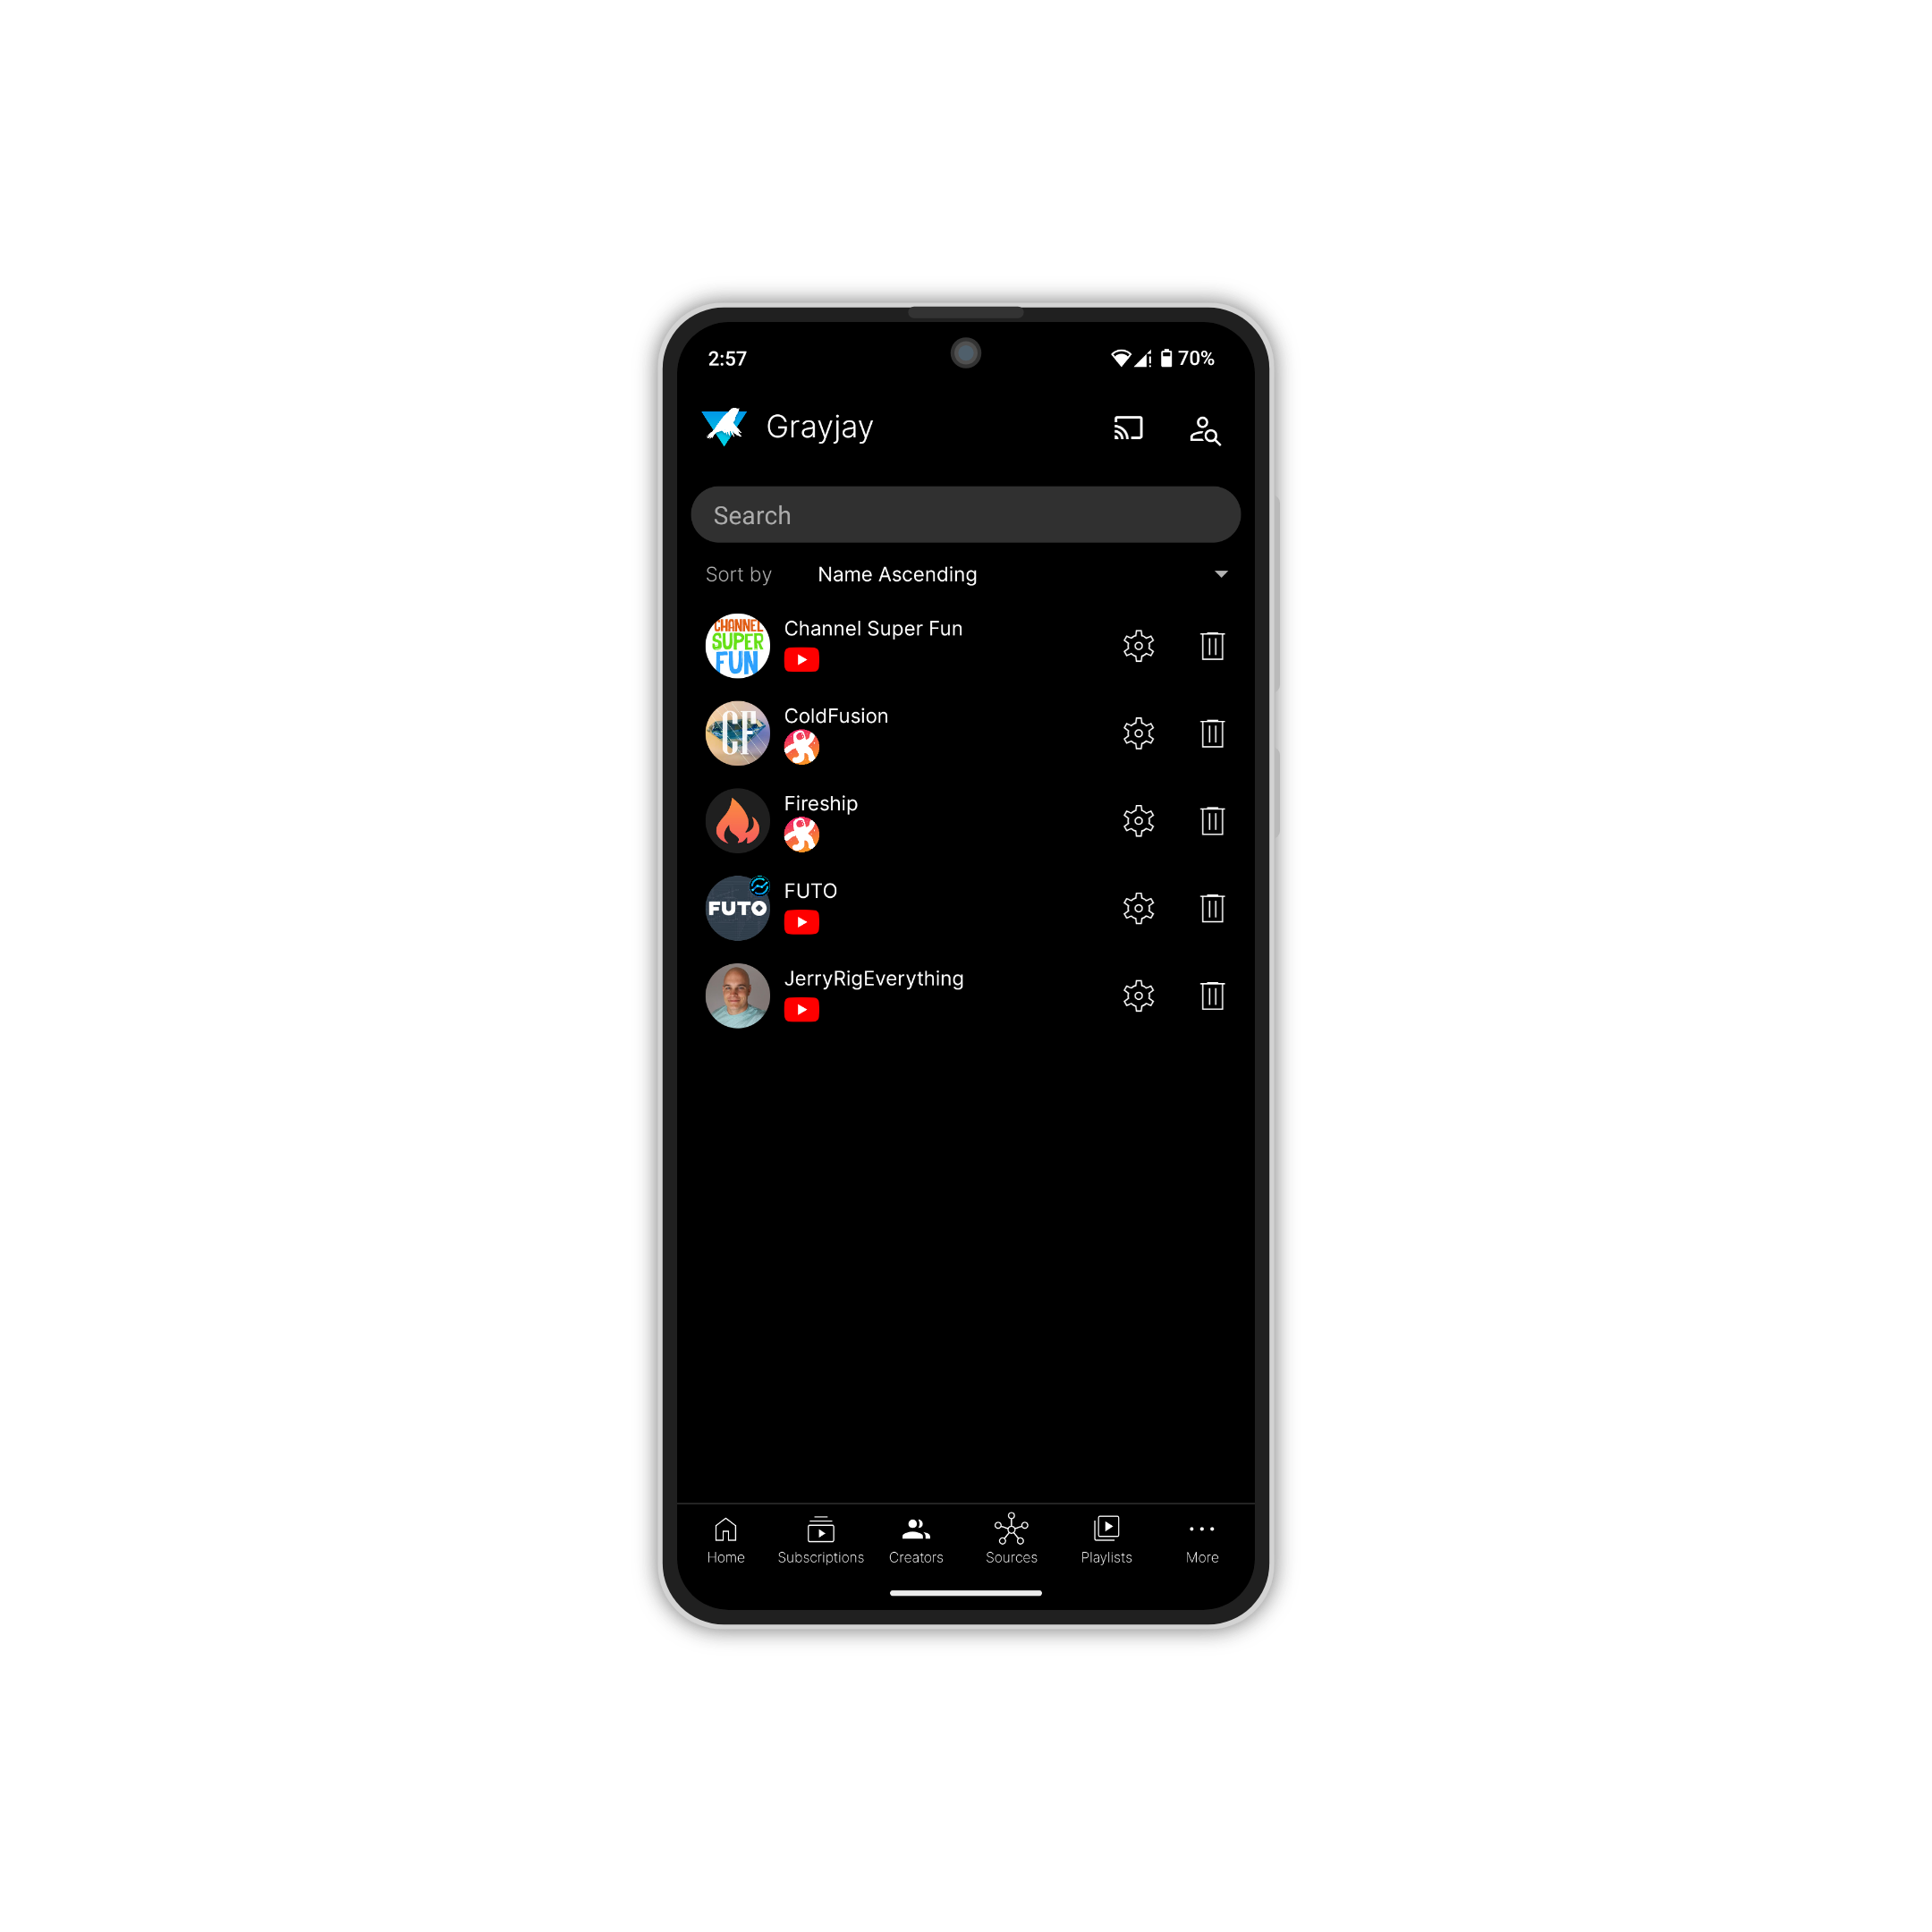 2:57
70%
Grayjay
Search
Sort by Name Ascending
CHANNEL
SUPER
FUN
Channel Super Fun
CF
ColdFusion
Fireship
FUTO
FUTO
JerryRigEverything
Home Subscriptions Creators Sources Playlists More